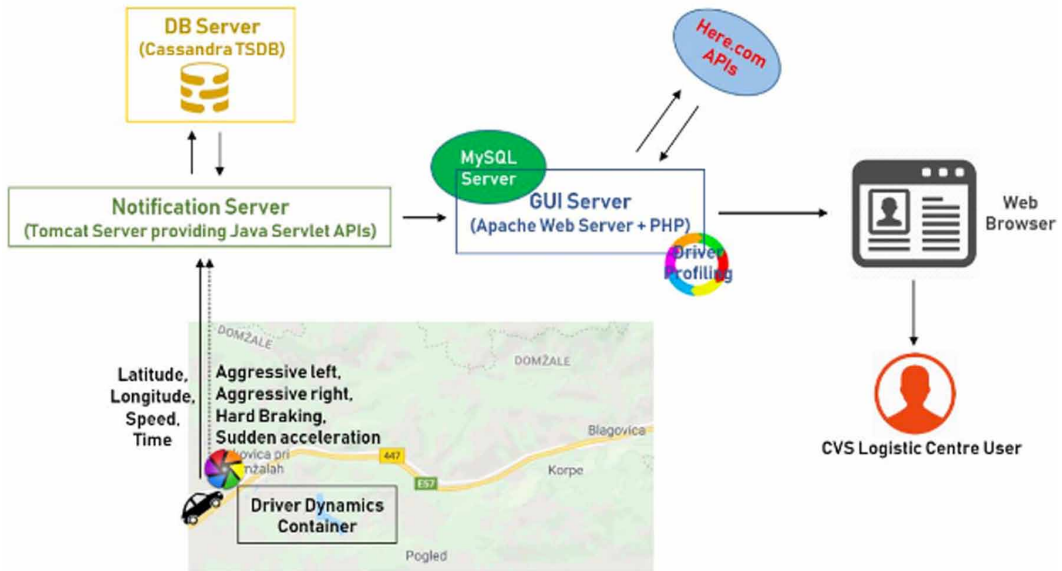 DB Server
(Cassandra TSDB)
Here.com
APIs
MySQL
Server
Notification Server
(Tomcat Server providing Java Servlet APIs)
GUI Server
(Apache Web Server + PHP)
Driver
Profiling
Web
Browser
DOMŽALE
DOMŽALE
Latitude,
Longitude,
Speed,
Time
Aggressive left,
Aggressive right,
Hard Braking,
Sudden acceleration
Blagovica
447
Korpe
E57
Driver Dynamics
Container
Pogled
CVS Logistic Centre User